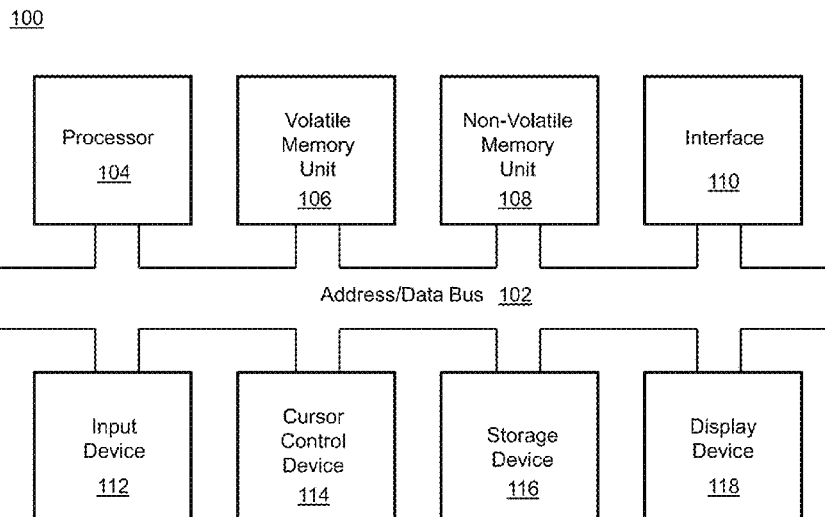 100
Processor
104
Volatile
Memory
Unit
106
Non-Volatile
Memory
Unit
108
Interface
110
Address/Data Bus 102
Input
Device
112
Cursor
Control
Device
114
Storage
Device
116
Display
Device
118